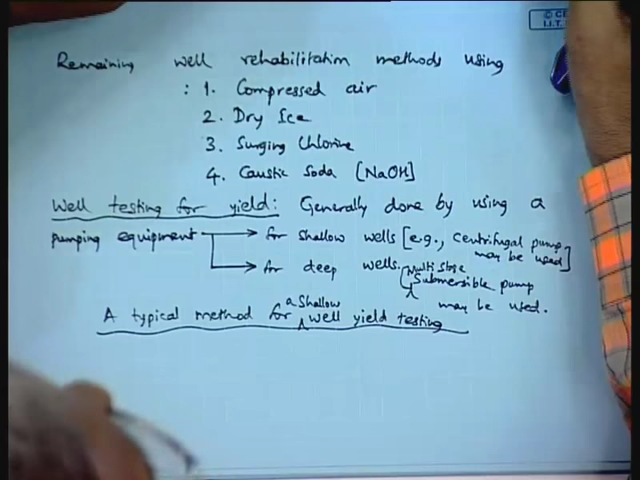 © CE
I.I.T.
Remaining well rehabilitation methods using
: 1. Compressed air
2. Dry Ice
3. Surging Chlorine
4. Caustic Soda [NaOH]
Well testing for yield: Generally done by using a
pumping equipment → for shallow wells [e.g., Centrifugal pump may be used]
→ for deep wells. [Multi stage Submersible pump may be used.
A typical method for a Shallow well yield testing